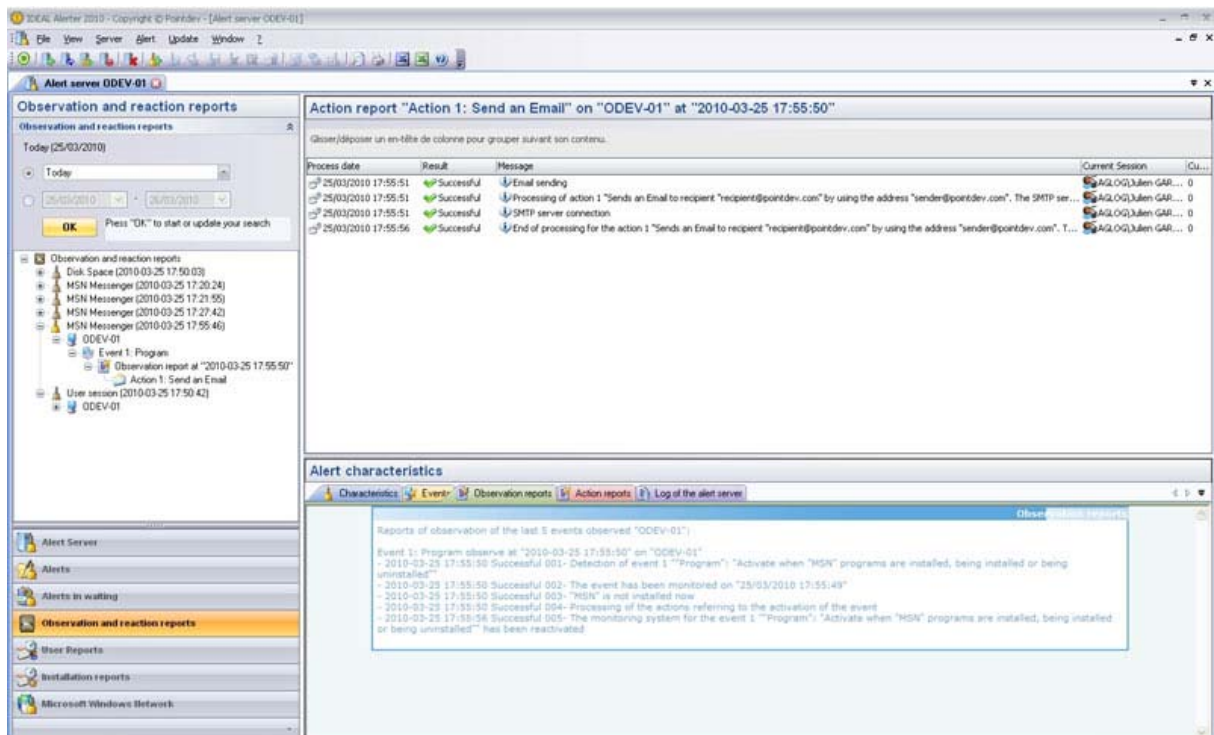 IDEAL Alerter 2010 - Copyright © Pointdev - [Alert server ODEV-01]
File View Server Alert Update Window ?
Alert server ODEV-01
Observation and reaction reports
Observation and reaction reports
Today (25/03/2010)
Today
25/03/2010 - 26/03/2010
OK Press "OK" to start or update your search
Observation and reaction reports
Disk Space (2010-03-25 17:50:03)
MSN Messenger (2010-03-25 17:20:24)
MSN Messenger (2010-03-25 17:21:55)
MSN Messenger (2010-03-25 17:27:42)
MSN Messenger (2010-03-25 17:55:46)
ODEV-01
Event 1: Program
Observation report at "2010-03-25 17:55:50"
Action 1: Send an Email
User session (2010-03-25 17:50:42)
ODEV-01
Alert Server
Alerts
Alerts in waiting
Observation and reaction reports
User Reports
Installation reports
Microsoft Windows Network
Action report "Action 1: Send an Email" on "ODEV-01" at "2010-03-25 17:55:50"
Glisser/déposer un en-tête de colonne pour grouper suivant son contenu.
Process date Result Message Current Session Cu...
25/03/2010 17:55:51 Successful Email sending AGLOG\Julien GAR... 0
25/03/2010 17:55:51 Successful Processing of action 1 "Sends an Email to recipient "recipient@pointdev.com" by using the address "sender@pointdev.com". The SMTP ser... AGLOG\Julien GAR... 0
25/03/2010 17:55:51 Successful SMTP server connection AGLOG\Julien GAR... 0
25/03/2010 17:55:56 Successful End of processing for the action 1 "Sends an Email to recipient "recipient@pointdev.com" by using the address "sender@pointdev.com". T... AGLOG\Julien GAR... 0
Alert characteristics
Characteristics Events Observation reports Action reports Log of the alert server
Observation reports
Reports of observation of the last 5 events observed "ODEV-01":
Event 1: Program observe at "2010-03-25 17:55:50" on "ODEV-01"
- 2010-03-25 17:55:50 Successful 001- Detection of event 1 ""Program": "Activate when "MSN" programs are installed, being installed or being
uninstalled""
- 2010-03-25 17:55:50 Successful 002- The event has been monitored on "25/03/2010 17:55:49"
- 2010-03-25 17:55:50 Successful 003- "MSN" is not installed now
- 2010-03-25 17:55:50 Successful 004- Processing of the actions referring to the activation of the event
- 2010-03-25 17:55:56 Successful 005- The monitoring system for the event 1 ""Program": "Activate when "MSN" programs are installed, being installed
or being uninstalled"" has been reactivated